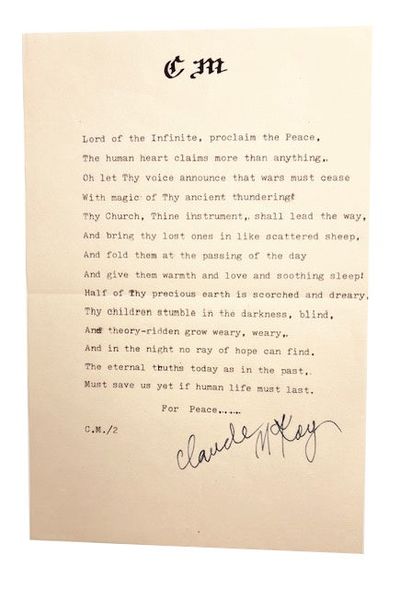 C M
Lord of the Infinite, proclaim the Peace,
The human heart claims more than anything,.
Oh let Thy voice announce that wars must cease
With magic of Thy ancient thundering!
Thy Church, Thine instrument, shall lead the way,
And bring thy lost ones in like scattered sheep,
And fold them at the passing of the day
And give them warmth and love and soothing sleep!
Half of Thy precious earth is scorched and dreary,
Thy children stumble in the darkness, blind,
And theory-ridden grow weary, weary,.
And in the night no ray of hope can find.
The eternal truths today as in the past,.
Must save us yet if human life must last.
For Peace.....
C.M./2
Claude McKay